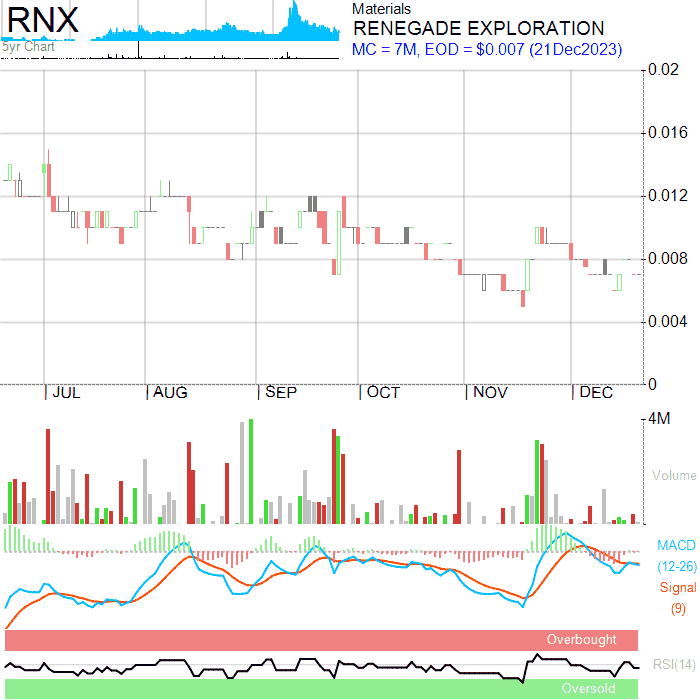 RNX
5yr Chart
Materials
RENEGADE EXPLORATION
MC = 7M, EOD = $0.007 (21Dec2023)
0.02
0.016
0.012
0.008
0.004
0
JUL AUG SEP OCT NOV DEC
4M
Volume
MACD
(12-26)
Signal
(9)
Overbought
RSI(14)
Oversold